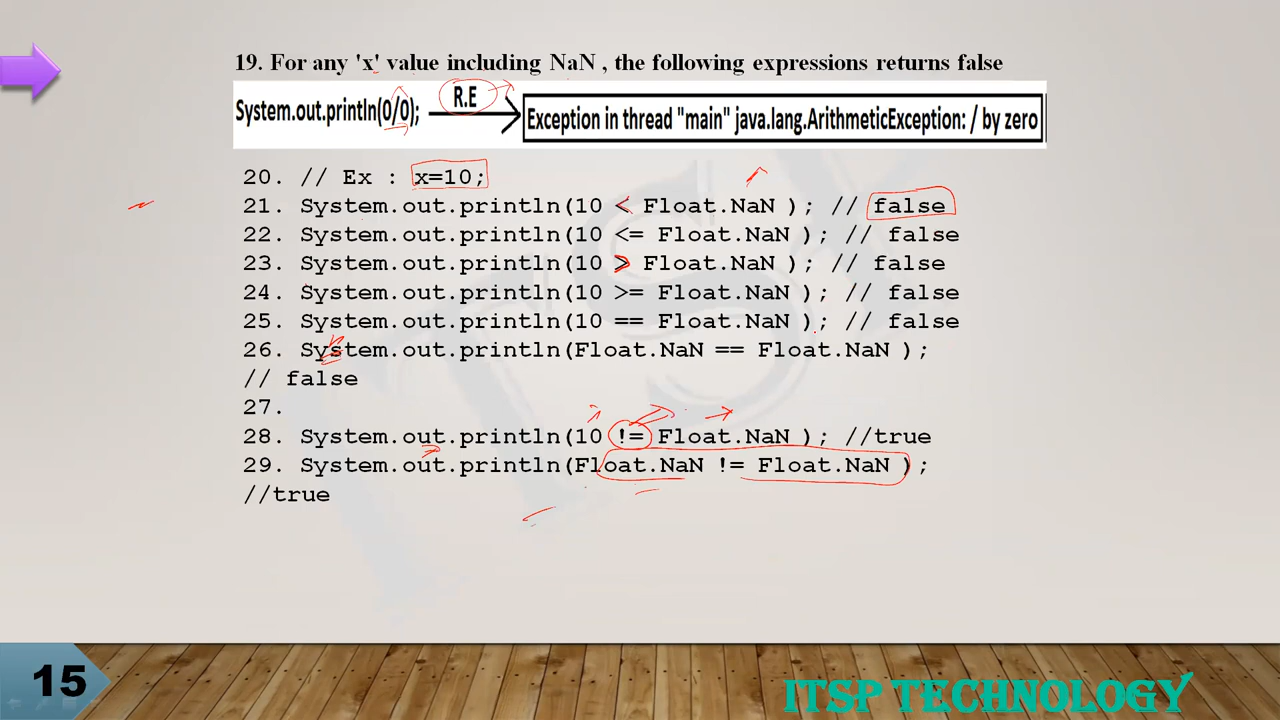 19. For any 'x' value including NaN , the following expressions returns false
System.out.println(0/0); R.E Exception in thread "main" java.lang.ArithmeticException: / by zero
20. // Ex : x=10;
21. System.out.println(10 < Float.NaN ); // false
22. System.out.println(10 <= Float.NaN ); // false
23. System.out.println(10 > Float.NaN ); // false
24. System.out.println(10 >= Float.NaN ); // false
25. System.out.println(10 == Float.NaN ); // false
26. System.out.println(Float.NaN == Float.NaN );
// false
27.
28. System.out.println(10 != Float.NaN ); //true
29. System.out.println(Float.NaN != Float.NaN );
//true
15
ITSP TECHNOLOGY